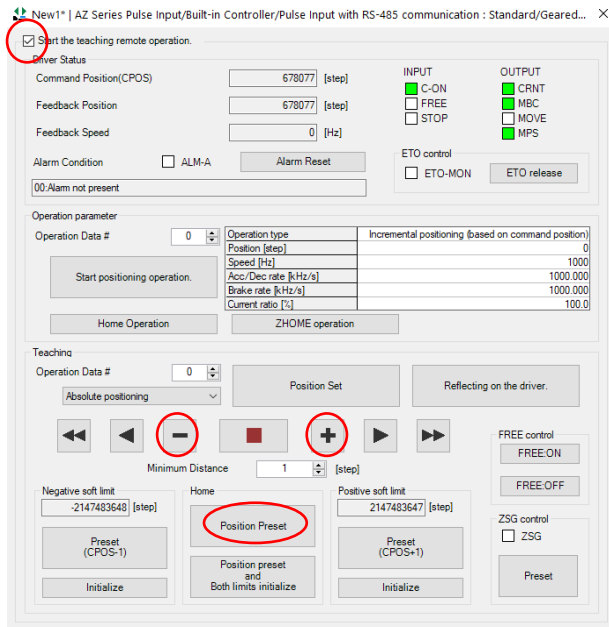 New1* | AZ Series Pulse Input/Built-in Controller/Pulse Input with RS-485 communication : Standard/Geared...
Start the teaching remote operation.
Driver Status
Command Position(CPOS) 678077 [step]
Feedback Position 678077 [step]
Feedback Speed 0 [Hz]
INPUT
C-ON
FREE
STOP
OUTPUT
CRNT
MBC
MOVE
MPS
Alarm Condition ALM-A Alarm Reset
00:Alarm not present
ETO control
ETO-MON ETO release
Operation parameter
Operation Data # 0
Start positioning operation.
Operation type Incremental positioning (based on command position)
Position [step] 0
Speed [Hz] 1000
Acc/Dec rate [kHz/s] 1000.000
Brake rate [kHz/s] 1000.000
Current ratio [%] 100.0
Home Operation ZHOME operation
Teaching
Operation Data # 0
Absolute positioning
Position Set
Reflecting on the driver.
Minimum Distance 1 [step]
FREE control
FREE:ON
FREE:OFF
Negative soft limit
-2147483648 [step]
Preset
(CPOS-1)
Initialize
Home
Position Preset
Position preset
and
Both limits initialize
Positive soft limit
2147483647 [step]
Preset
(CPOS+1)
Initialize
ZSG control
ZSG
Preset